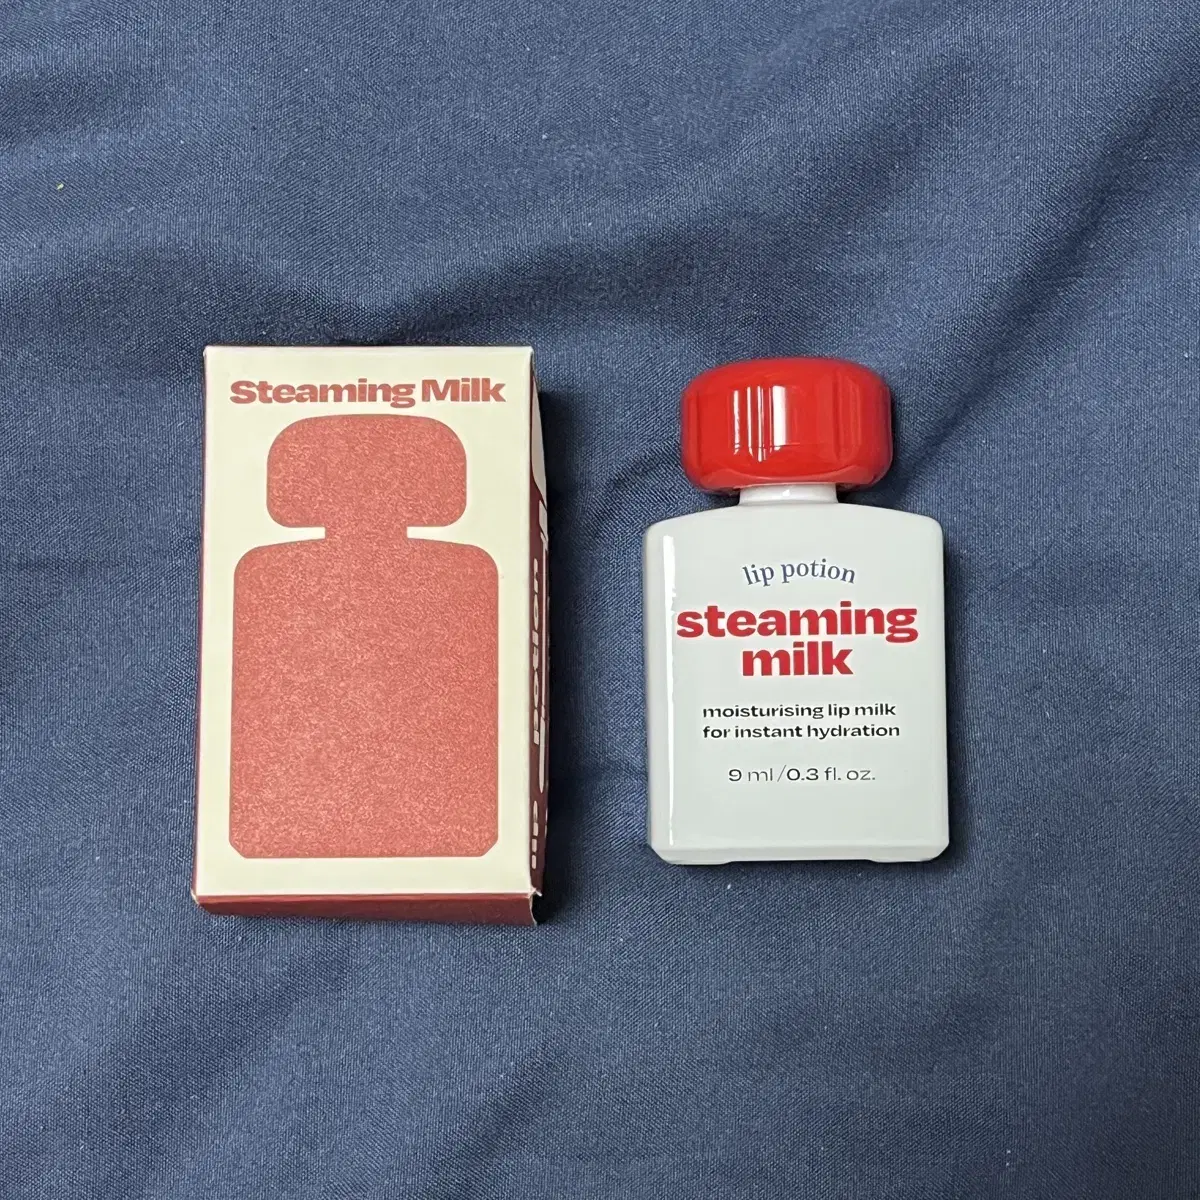 Steaming Milk
lip potion
steaming
milk
moisturising lip milk
for instant hydration
9 ml/0.3 fl. oz.